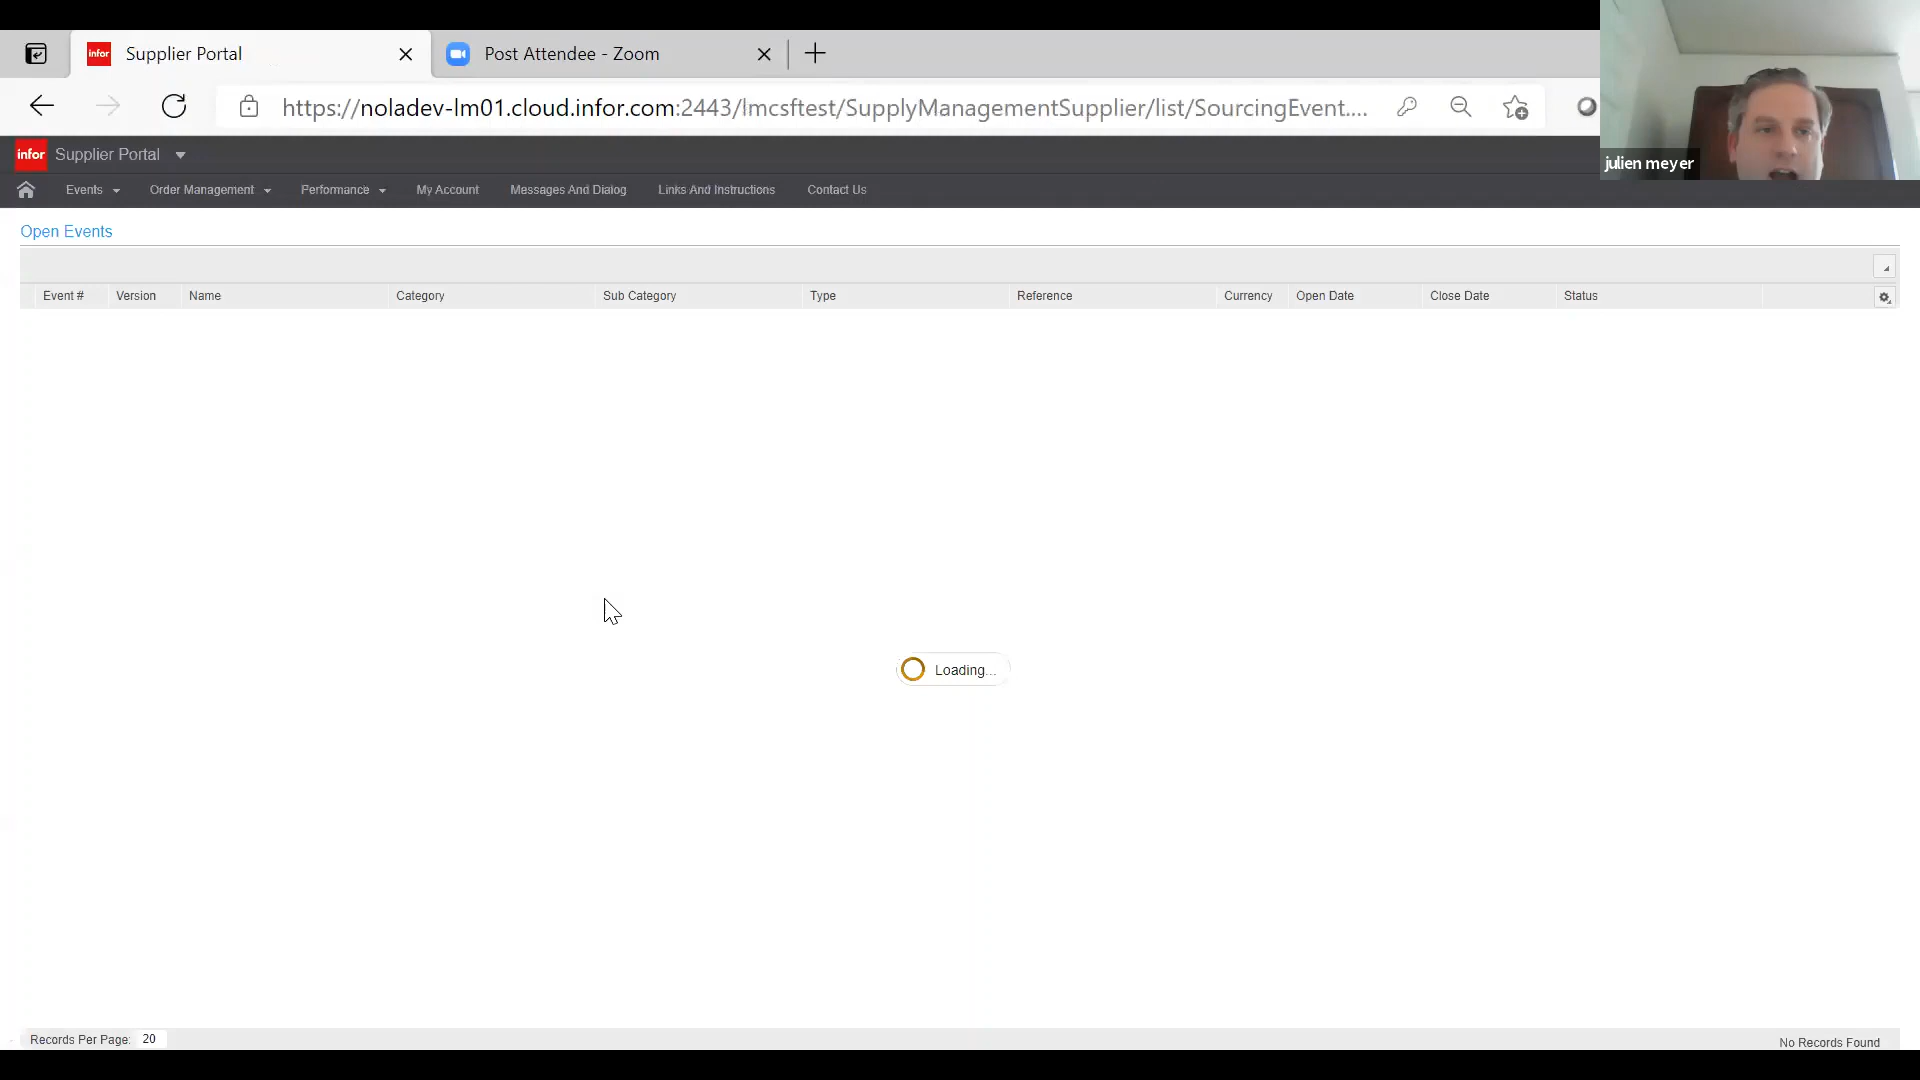 infor Supplier Portal
Post Attendee - Zoom
https://noladev-lm01.cloud.infor.com:2443/lmcsftest/SupplyManagementSupplier/list/SourcingEvent....
julien meyer
infor Supplier Portal
Events Order Management Performance My Account Messages And Dialog Links And Instructions Contact Us
Open Events
Event # Version Name Category Sub Category Type Reference Currency Open Date Close Date Status
Loading...
Records Per Page: 20
No Records Found